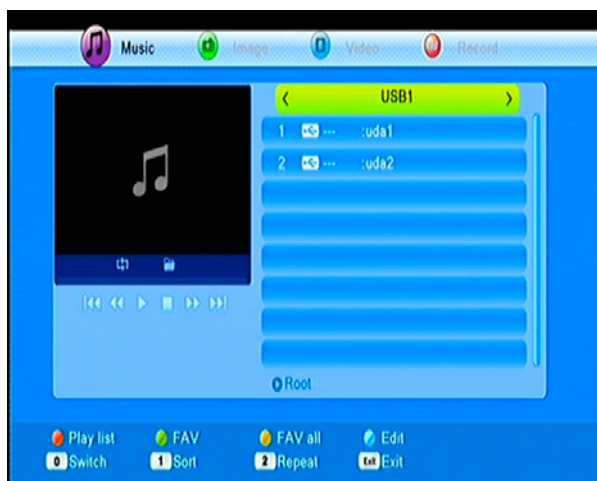 Music Image Video Record
USB1
1 --- :uda1
2 --- :uda2
Root
Play list FAV FAV all Edit
0 Switch 1 Sort 2 Repeat Exit Exit